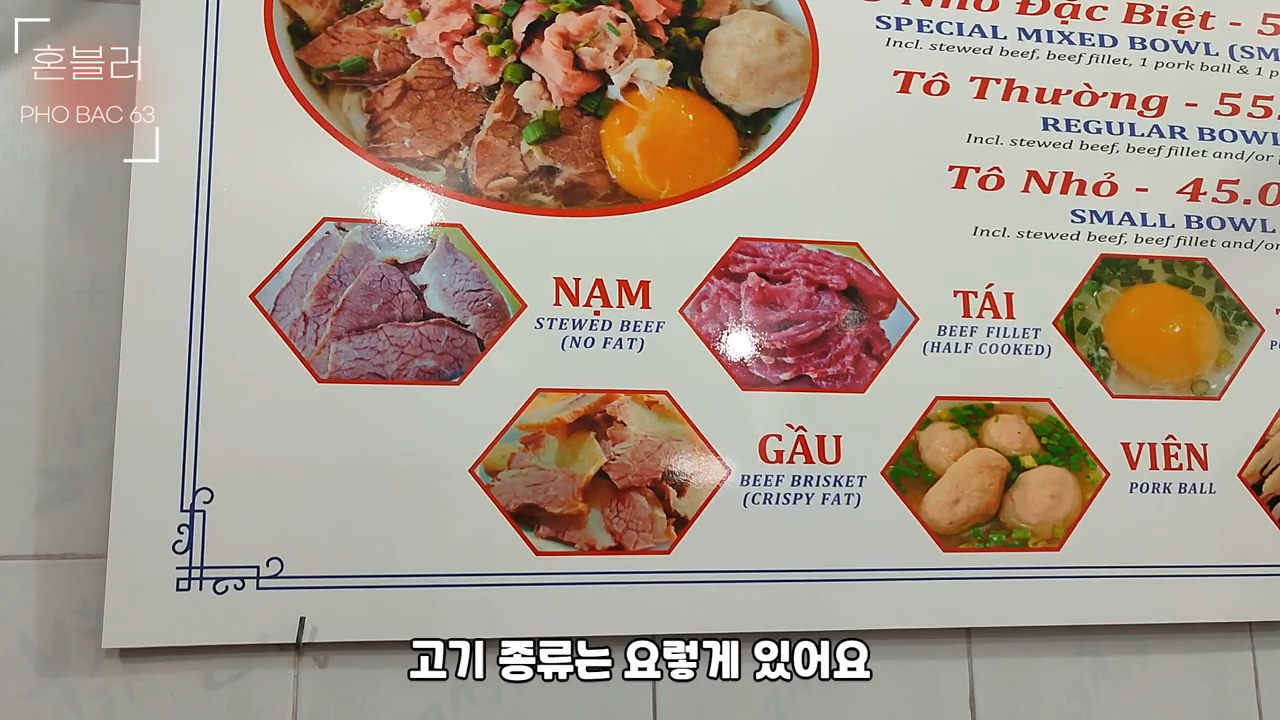 혼블러
PHO BAC 63
Nhỏ Đặc Biệt - 5
SPECIAL MIXED BOWL (SM
Incl. stewed beef, beef fillet, 1 pork ball & 1 p
Tô Thường - 55.
REGULAR BOWL
Incl. stewed beef, beef fillet and/or
Tô Nhỏ - 45.0
SMALL BOWL
Incl. stewed beef, beef fillet and/or
NẠM
STEWED BEEF
(NO FAT)
TÁI
BEEF FILLET
(HALF COOKED)
GẦU
BEEF BRISKET
(CRISPY FAT)
VIÊN
PORK BALL
고기 종류는 요렇게 있어요